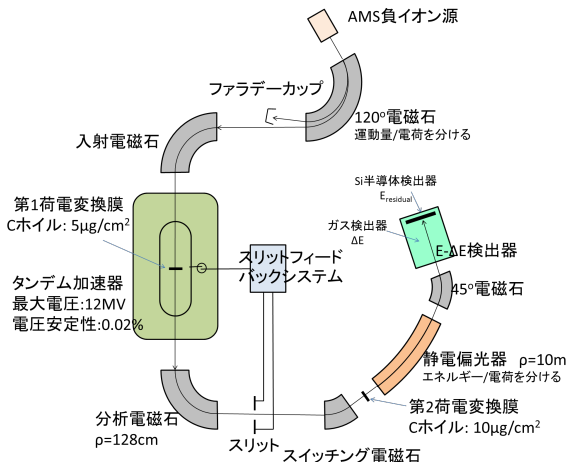 AMS負イオン源
ファラデーカップ
120°電磁石
運動量/電荷を分ける
入射電磁石
Si半導体検出器
Eresidual
第1荷電変換膜
Cホイル: 5μg/cm²
ガス検出器
ΔE
E-ΔE検出器
スリットフィード
バックシステム
タンデム加速器
最大電圧:12MV
電圧安定性:0.02%
45°電磁石
静電偏光器 ρ=10m
エネルギー/電荷を分ける
分析電磁石
ρ=128cm
第2荷電変換膜
Cホイル: 10μg/cm²
スリット
スイッチング電磁石